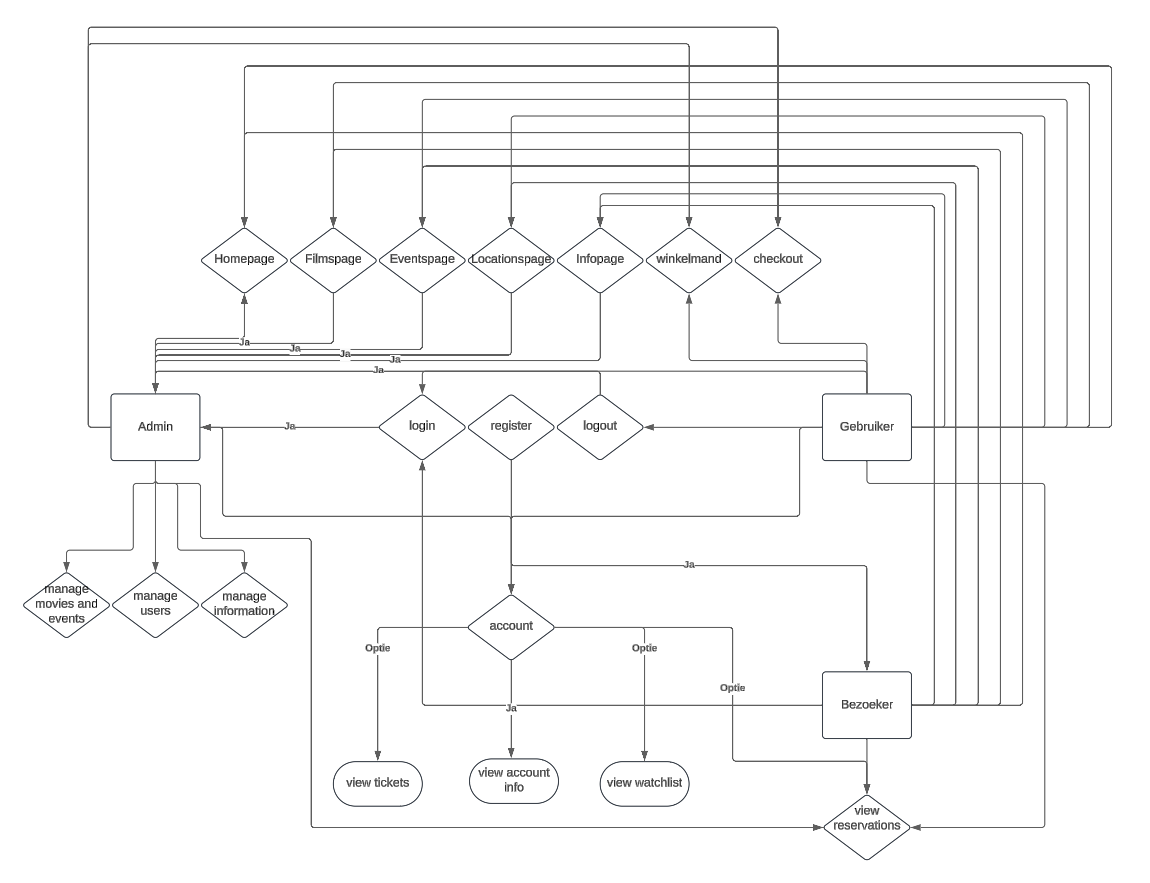 Homepage
Filmspage
Eventspage
Locationspage
Infopage
winkelmand
checkout
Ja
Ja
Ja
Ja
Ja
Admin
Ja
login
register
logout
Gebruiker
Ja
manage
movies and
events
manage
users
manage
information
account
Optie
Optie
Optie
Ja
Bezoeker
view tickets
view account
info
view watchlist
view
reservations